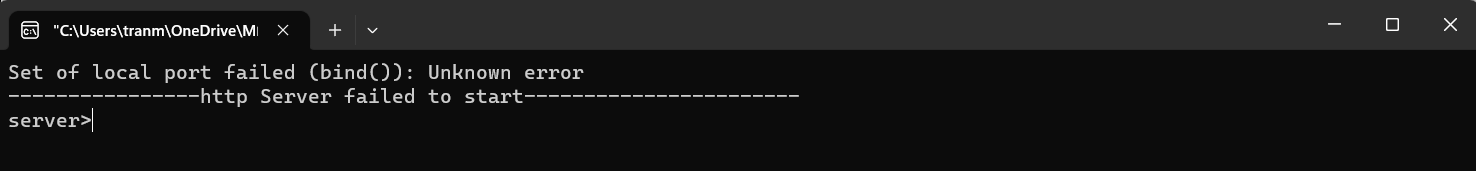 "C:\Users\tranm\OneDrive\M
Set of local port failed (bind()): Unknown error
----------------http Server failed to start-----------------------
server>